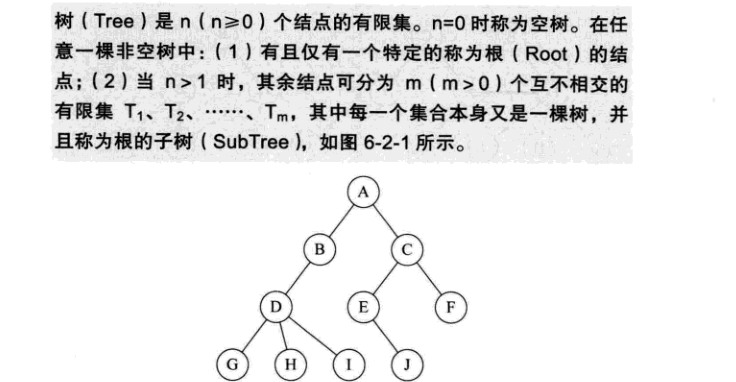 树（Tree）是 n（n≥0）个结点的有限集。n=0 时称为空树。在任
意一棵非空树中：（1）有且仅有一个特定的称为根（Root）的结
点；（2）当 n>1 时，其余结点可分为 m（m>0）个互不相交的
有限集 T₁、T₂、……、Tₘ，其中每一个集合本身又是一棵树，并
且称为根的子树（SubTree），如图 6-2-1 所示。
A
B C
D E F
G H I J